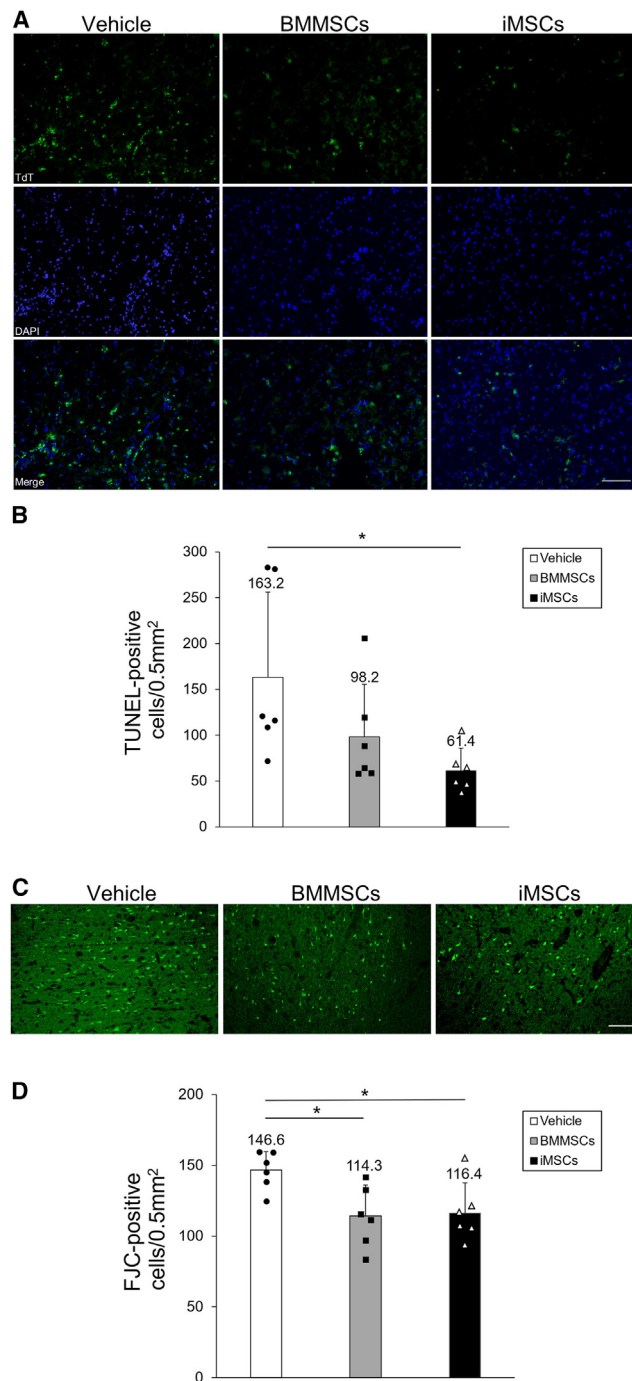 A
Vehicle BMMSCs iMSCs
TdT
DAPI
Merge
B
*
TUNEL-positive
cells/0.5mm²
300
250
200
150
100
50
0
163.2
98.2
61.4
Vehicle
BMMSCs
iMSCs
C
Vehicle BMMSCs iMSCs
D
*
*
FJC-positive
cells/0.5mm²
200
150
100
50
0
146.6
114.3
116.4
Vehicle
BMMSCs
iMSCs